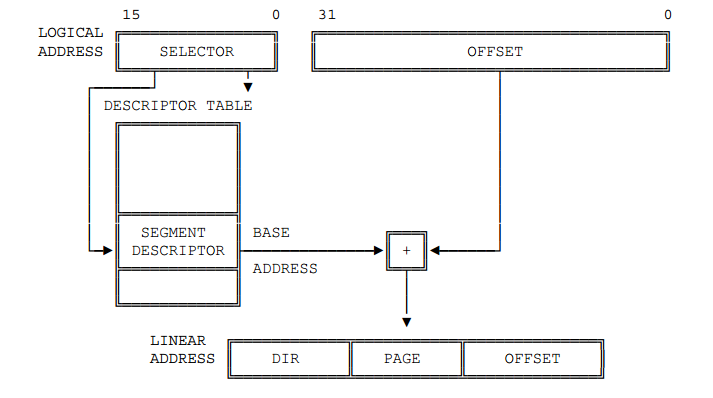 15 0 31 0
LOGICAL
ADDRESS SELECTOR OFFSET
DESCRIPTOR TABLE
SEGMENT BASE
DESCRIPTOR +
ADDRESS
LINEAR
ADDRESS DIR PAGE OFFSET